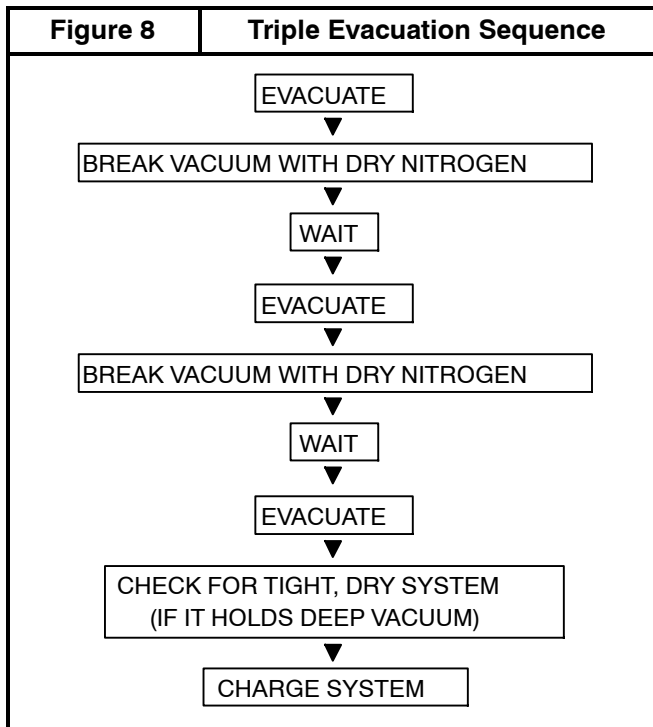 Figure 8 Triple Evacuation Sequence
EVACUATE
BREAK VACUUM WITH DRY NITROGEN
WAIT
EVACUATE
BREAK VACUUM WITH DRY NITROGEN
WAIT
EVACUATE
CHECK FOR TIGHT, DRY SYSTEM
(IF IT HOLDS DEEP VACUUM)
CHARGE SYSTEM